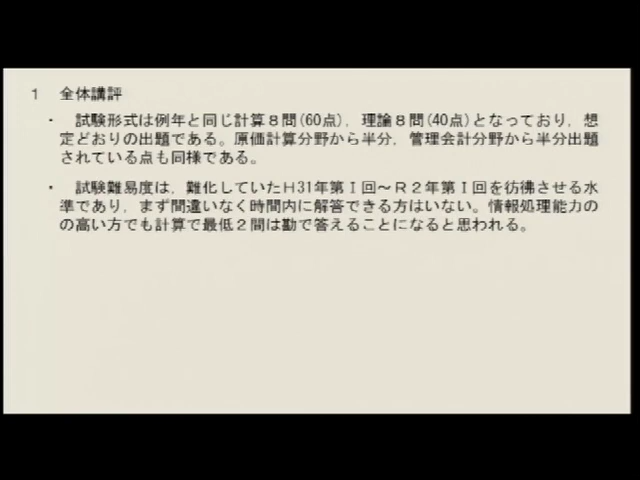 1 全体講評
・ 試験形式は例年と同じ計算8問(60点)，理論8問(40点)となっており，想
定どおりの出題である。原価計算分野から半分，管理会計分野から半分出題
されている点も同様である。
・ 試験難易度は，難化していたH31年第Ⅰ回～R2年第Ⅰ回を彷彿させる水
準であり，まず間違いなく時間内に解答できる方はいない。情報処理能力の
の高い方でも計算で最低2問は勘で答えることになると思われる。